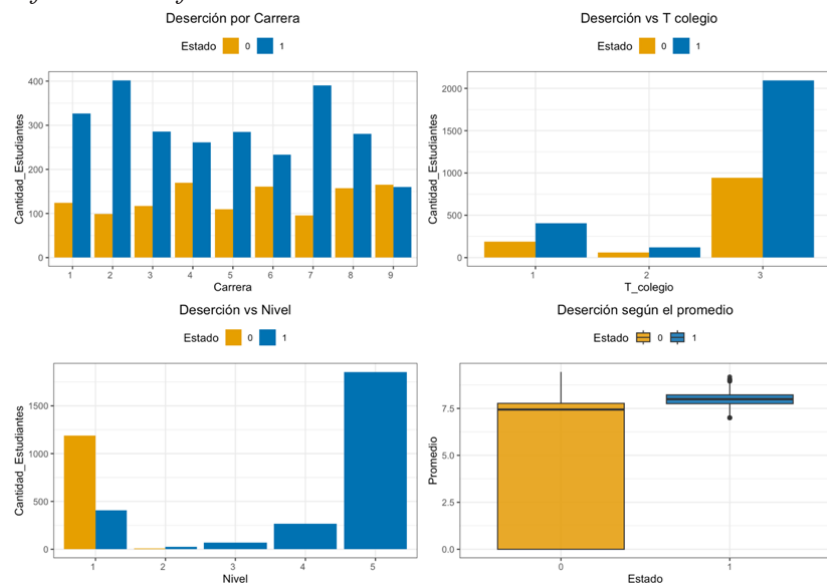 Deserción por Carrera
Estado 0 1
Cantidad_Estudiantes
400
300
200
100
0
1 2 3 4 5 6 7 8 9
Carrera
Deserción vs T colegio
Estado 0 1
Cantidad_Estudiantes
2000
1500
1000
500
0
1 2 3
T_colegio
Deserción vs Nivel
Estado 0 1
Cantidad_Estudiantes
1500
1000
500
0
1 2 3 4 5
Nivel
Deserción según el promedio
Estado 0 1
Promedio
7.5
5.0
2.5
0.0
0 1
Estado